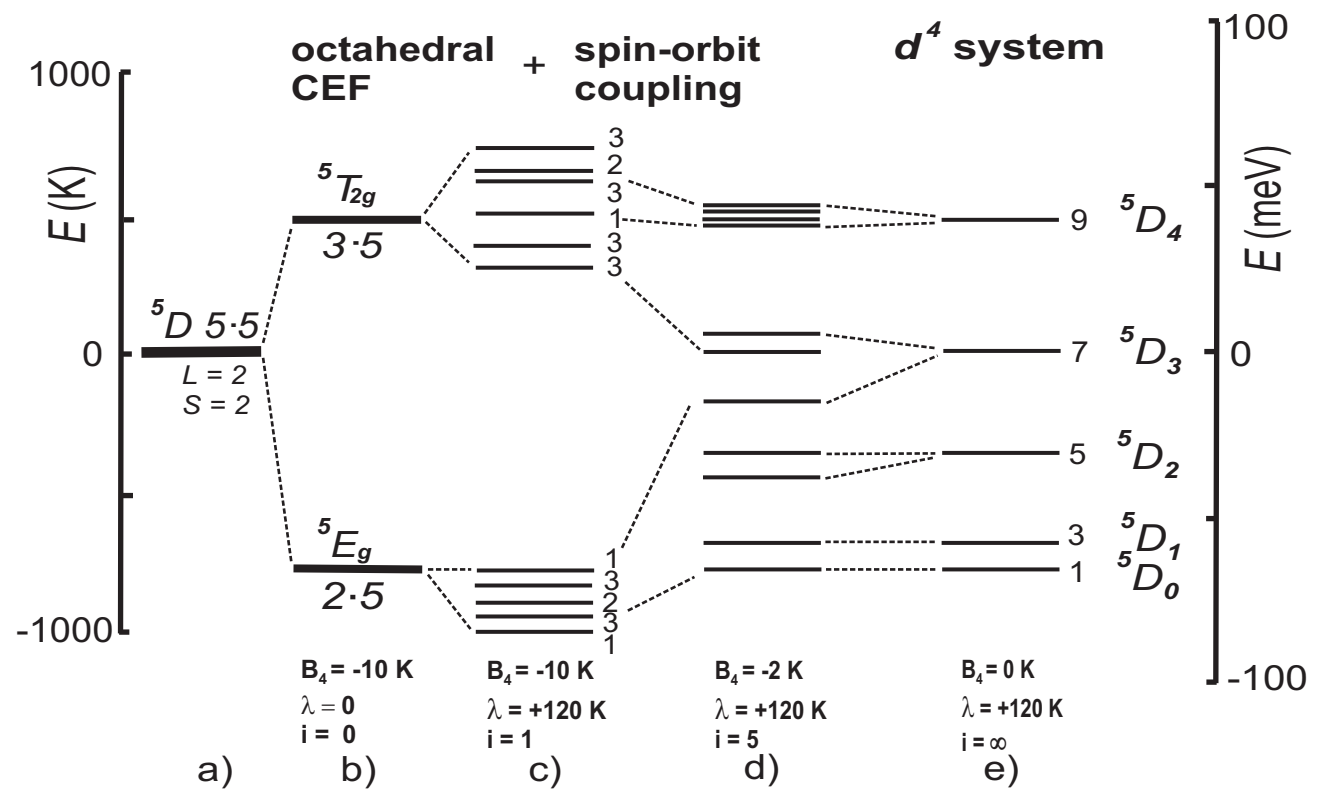 octahedral
CEF
+
spin-orbit
coupling
d⁴ system
1000
0
-1000
E (K)
⁵D 5·5
L = 2
S = 2
⁵T2g
3·5
⁵Eg
2·5
3
2
3
1
3
3
1
3
2
3
1
9
7
5
3
1
⁵D₄
⁵D₃
⁵D₂
⁵D₁
⁵D₀
100
0
-100
E (meV)
B₄ = -10 K
λ = 0
i = 0
B₄ = -10 K
λ = +120 K
i = 1
B₄ = -2 K
λ = +120 K
i = 5
B₄ = 0 K
λ = +120 K
i = ∞
a)
b)
c)
d)
e)